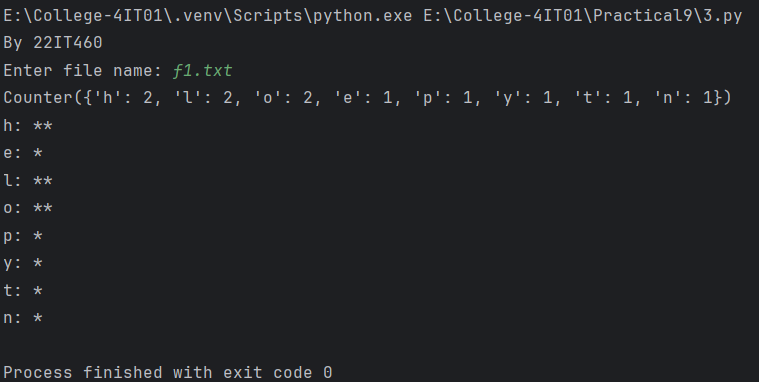 E:\College-4IT01\.venv\Scripts\python.exe E:\College-4IT01\Practical9\3.py
By 22IT460
Enter file name: f1.txt
Counter({'h': 2, 'l': 2, 'o': 2, 'e': 1, 'p': 1, 'y': 1, 't': 1, 'n': 1})
h: **
e: *
l: **
o: **
p: *
y: *
t: *
n: *
Process finished with exit code 0